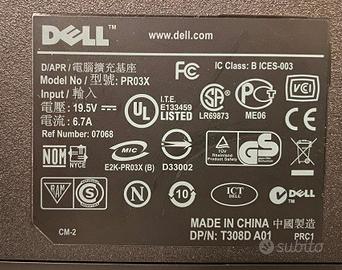 DELL
www.dell.com
D/APR / 電腦擴充基座
Model No / 型號: PR03X
Input / 輸入
電壓: 19.5V
電流: 6.7A
Ref Number: 07068
FC
IC Class: B ICES-003
UL
LISTED
I.T.E.
E133459
LR69873
ME06
VCI
NOM
NYCE
MIC
E2K-PR03X (B)
D33002
TÜV
GS
S
N
10
ICT
DELL
CM-2
MADE IN CHINA 中國製造
DP/N: T308D A01
PRC1
subito